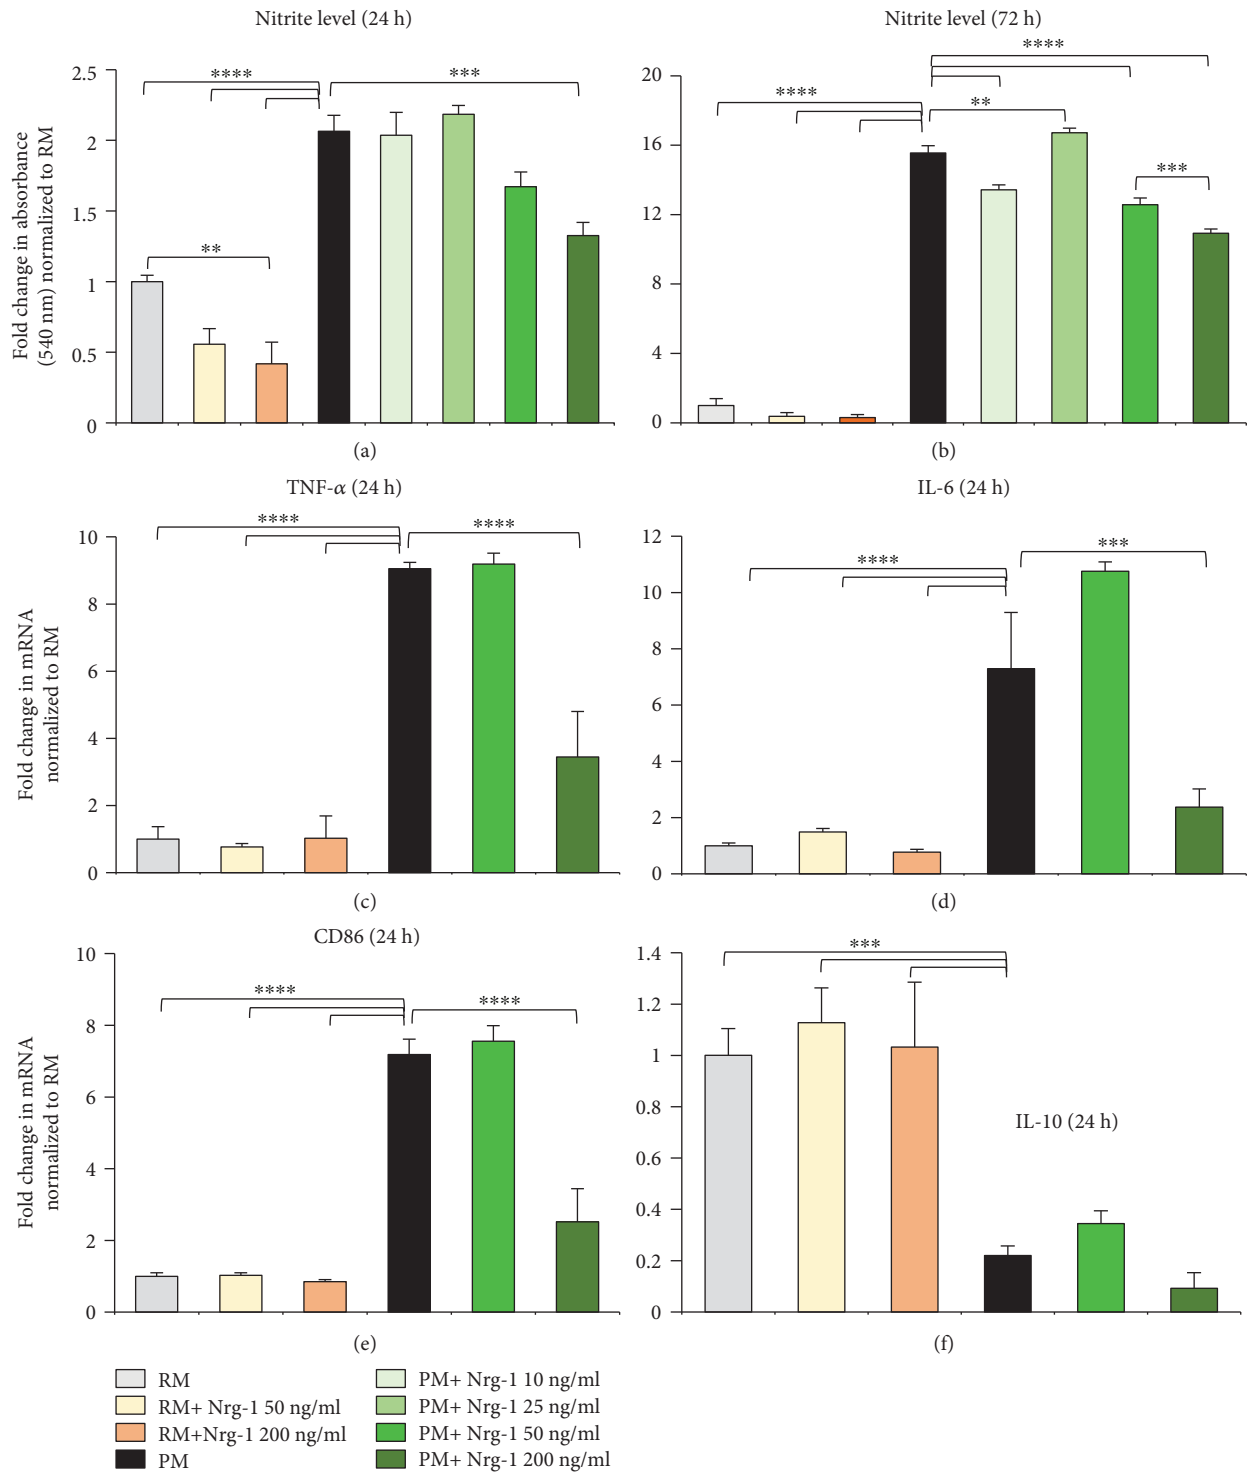 Nitrite level (24 h)
Fold change in absorbance
(540 nm) normalized to RM
2.5
2
1.5
1
0.5
0
****
***
**
(a)
Nitrite level (72 h)
20
16
12
8
4
0
****
****
**
***
(b)
TNF-α (24 h)
Fold change in mRNA
normalized to RM
10
8
6
4
2
0
****
****
(c)
IL-6 (24 h)
12
10
8
6
4
2
0
****
***
(d)
CD86 (24 h)
Fold change in mRNA
normalized to RM
10
8
6
4
2
0
****
****
(e)
1.4
1.2
1
0.8
0.6
0.4
0.2
0
***
IL-10 (24 h)
(f)
RM
RM+ Nrg-1 50 ng/ml
RM+Nrg-1 200 ng/ml
PM
PM+ Nrg-1 10 ng/ml
PM+ Nrg-1 25 ng/ml
PM+ Nrg-1 50 ng/ml
PM+ Nrg-1 200 ng/ml